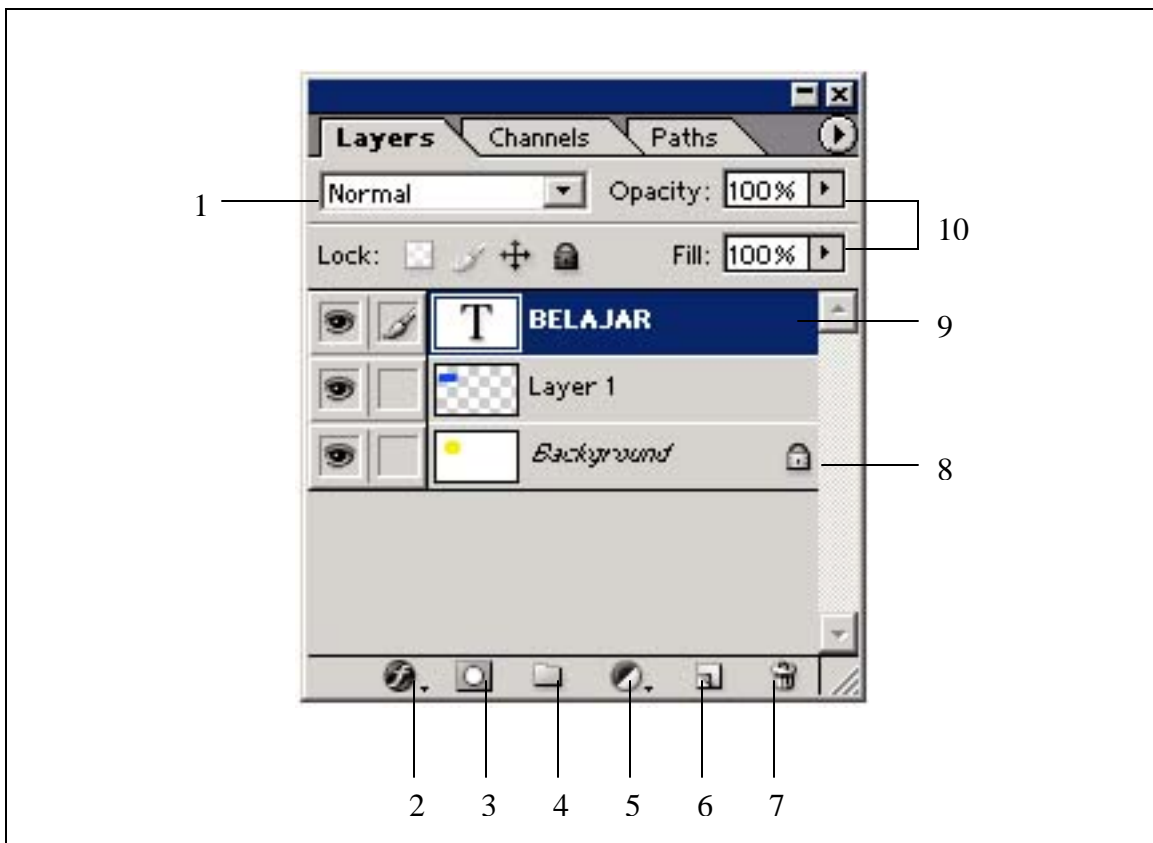 Layers Channels Paths
1 Normal Opacity: 100%
10
Lock: Fill: 100%
T BELAJAR 9
Layer 1
Background 8
2 3 4 5 6 7